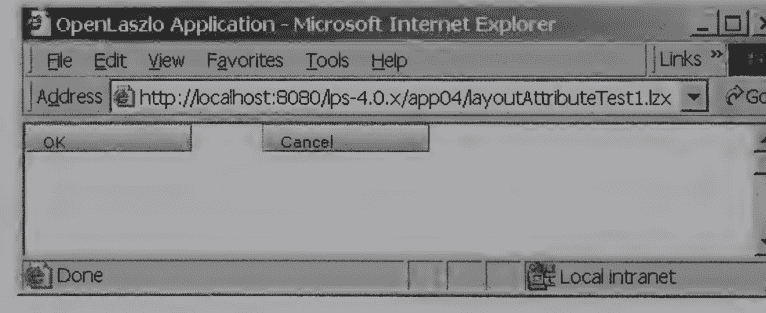 OpenLaszlo Application - Microsoft Internet Explorer
File Edit View Favorites Tools Help Links »
Address http://localhost:8080/lps-4.0.x/app04/layoutAttributeTest1.lzx Go
OK Cancel
Done Local intranet